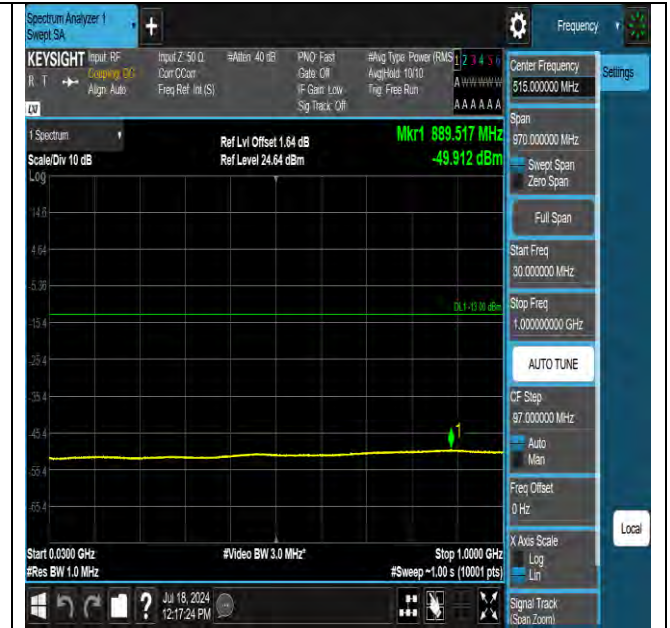 Spectrum Analyzer 1
Swept SA
+
Frequency
KEYSIGHT
R T
LXI
Input: RF
Coupling: DC
Align: Auto
Input Z: 50 Ω
Corr CCorr
Freq Ref: Int (S)
#Atten: 40 dB
PNO: Fast
Gate: Off
IF Gain: Low
Sig Track: Off
#Avg Type: Power (RMS
Avg|Hold: 10/10
Trig: Free Run
1 2 3 4 5 6
A W W W W W
A A A A A A
1 Spectrum
Scale/Div 10 dB
Log
Ref Lvl Offset 1.64 dB
Ref Level 24.64 dBm
Mkr1 889.517 MHz
-49.912 dBm
14.6
4.64
-5.36
-15.4
-25.4
-35.4
-45.4
-55.4
-65.4
DL1 -13.00 dBm
1
Start 0.0300 GHz
#Res BW 1.0 MHz
#Video BW 3.0 MHz*
Stop 1.0000 GHz
#Sweep ~1.00 s (10001 pts)
Jul 18, 2024
12:17:24 PM
Center Frequency
515.000000 MHz
Settings
Span
970.000000 MHz
Swept Span
Zero Span
Full Span
Start Freq
30.000000 MHz
Stop Freq
1.000000000 GHz
AUTO TUNE
CF Step
97.000000 MHz
Auto
Man
Freq Offset
0 Hz
X Axis Scale
Log
Lin
Local
Signal Track
(Span Zoom)